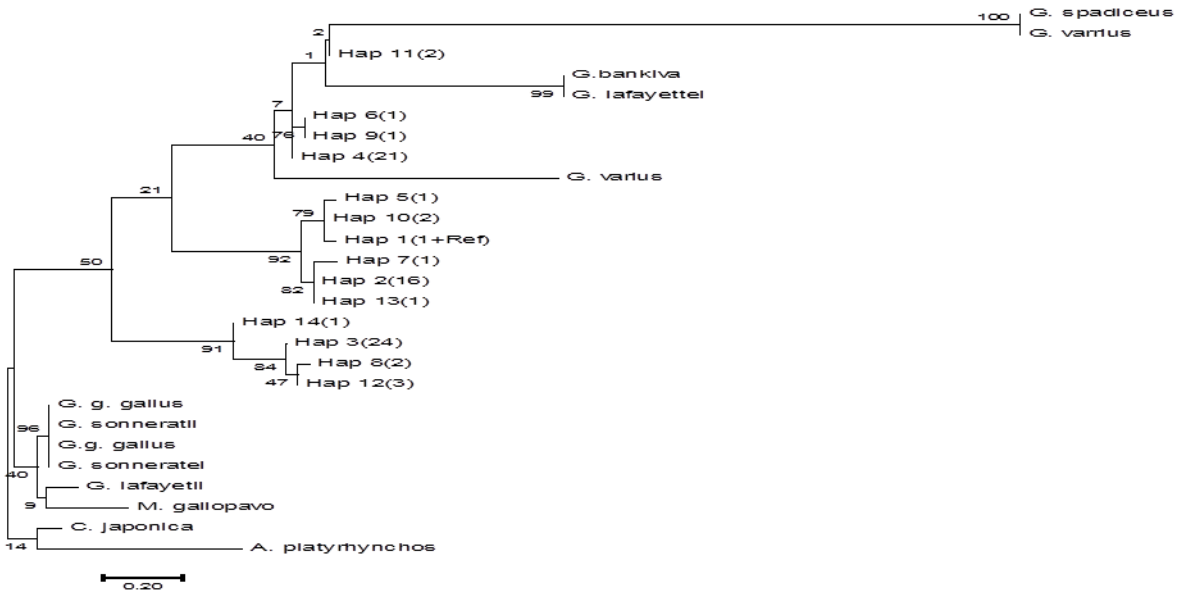 100
G. spadiceus
G. varrius
2
Hap 11(2)
1
G.bankiva
99
G. lafayettei
7
Hap 6(1)
40
76
Hap 9(1)
Hap 4(21)
G. varius
21
Hap 5(1)
79
Hap 10(2)
Hap 1(1+Ref)
92
Hap 7(1)
50
82
Hap 2(16)
Hap 13(1)
Hap 14(1)
91
Hap 3(24)
84
Hap 8(2)
47
Hap 12(3)
G. g. gallus
96
G. sonneratii
G.g. gallus
G. sonneratei
40
G. lafayetii
9
M. gallopavo
C. japonica
14
A. platyrhynchos
0.20